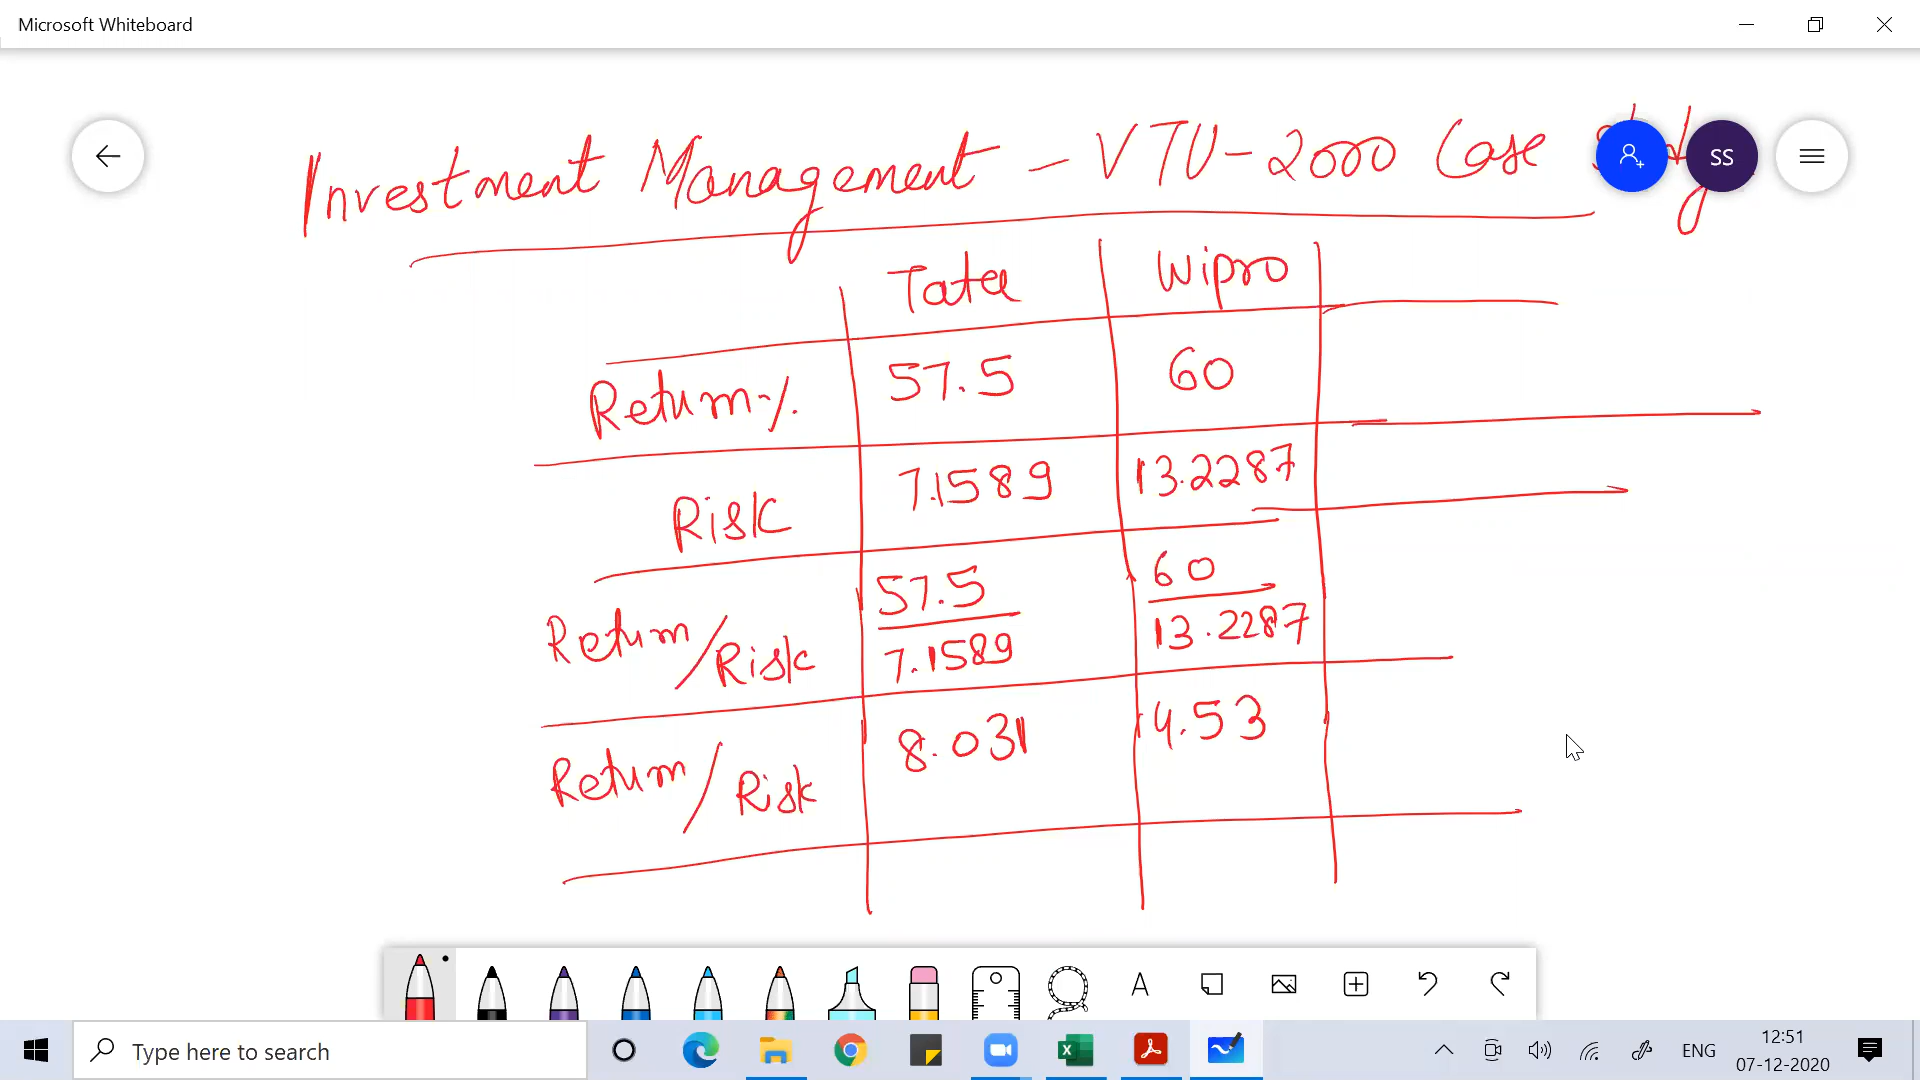 Microsoft Whiteboard
Investment Management - VTU-2000 Case Study
SS
Tata Wipro
Return % 57.5 60
Risk 7.1589 13.2287
Return/Risk 57.5/7.1589 60/13.2287
Return/Risk 8.031 4.53
A
Type here to search
ENG
12:51
07-12-2020